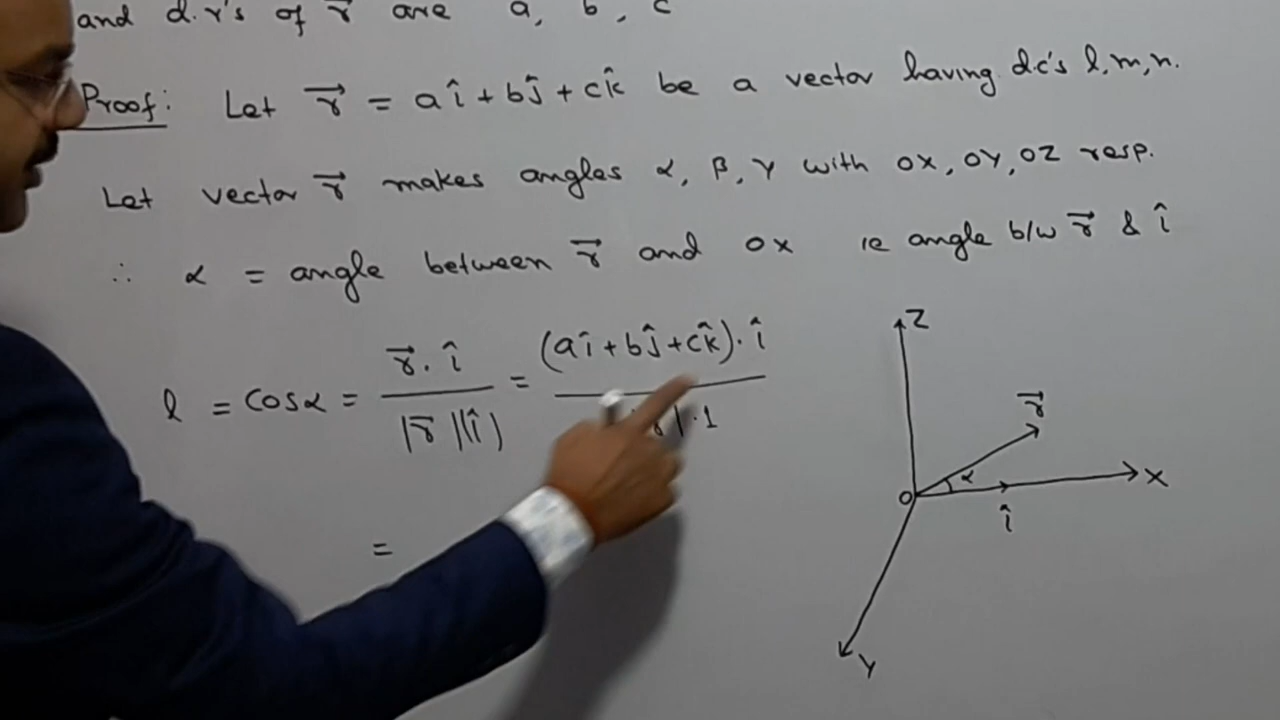 and d.r's of r⃗ are a, b, c
Proof: Let r⃗ = aî + bĵ + ck̂ be a vector having d.c's l, m, n.
Let vector r⃗ makes angles α, β, γ with OX, OY, OZ resp.
∴ α = angle between r⃗ and OX ie angle b/w r⃗ & î
l = cosα = r⃗ . î / |r⃗ ||î| = (aî + bĵ + ck̂) . î / |.1
=
Z
r⃗
α
X
O
î
Y